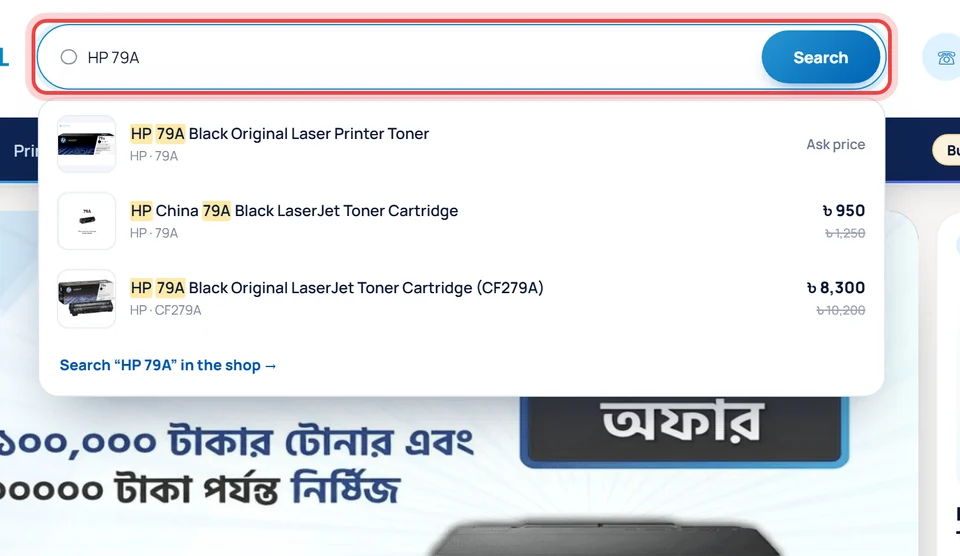 L
HP 79A
Search
HP 79A Black Original Laser Printer Toner
HP · 79A
Ask price
HP China 79A Black LaserJet Toner Cartridge
HP · 79A
৳ 950
৳ 1,250
HP 79A Black Original LaserJet Toner Cartridge (CF279A)
HP · CF279A
৳ 8,300
৳ 10,200
Search “HP 79A” in the shop →
অফার
১০০,০০০ টাকার টোনার এবং
০০০০০ টাকা পর্যন্ত নির্ষিজ